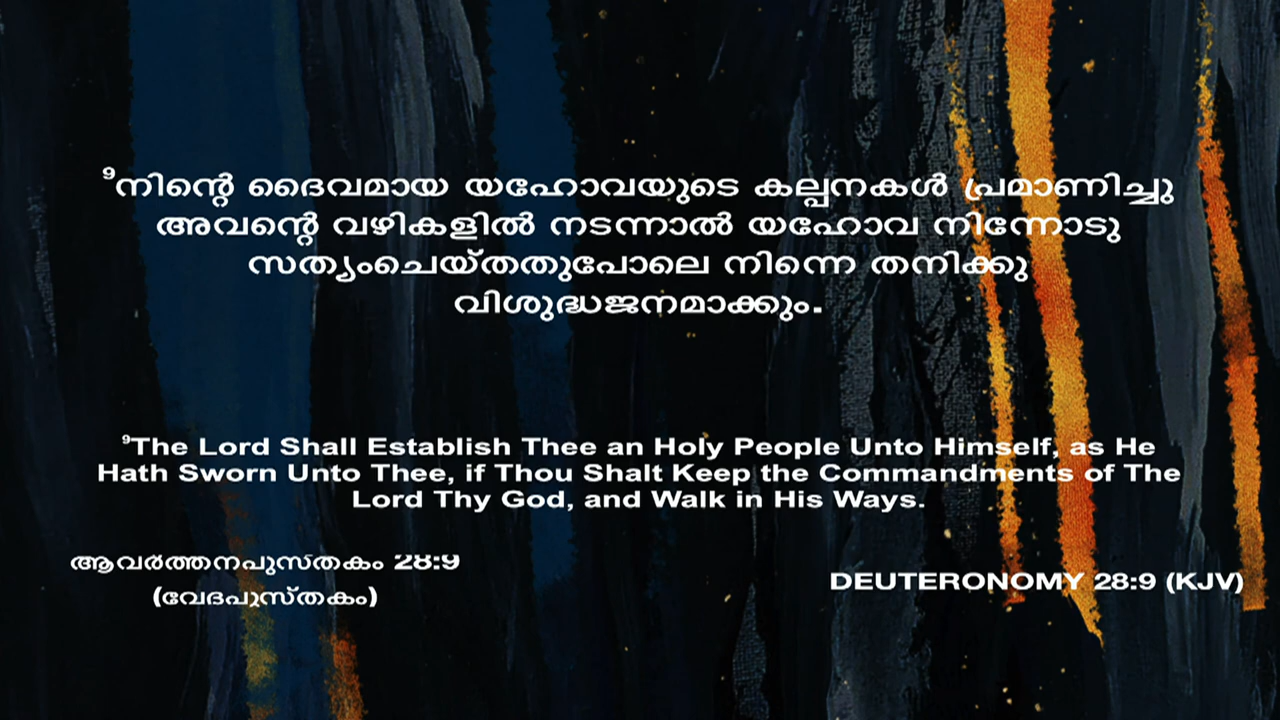 ⁹നിന്റെ ദൈവമായ യഹോവയുടെ കല്പനകൾ പ്രമാണിച്ചു
അവന്റെ വഴികളിൽ നടന്നാൽ യഹോവ നിന്നോടു
സത്യംചെയ്തതുപോലെ നിന്നെ തനിക്കു
വിശുദ്ധജനമാക്കും.
⁹The Lord Shall Establish Thee an Holy People Unto Himself, as He
Hath Sworn Unto Thee, if Thou Shalt Keep the Commandments of The
Lord Thy God, and Walk in His Ways.
ആവർത്തനപുസ്തകം 28:9
(വേദപുസ്തകം)
DEUTERONOMY 28:9 (KJV)